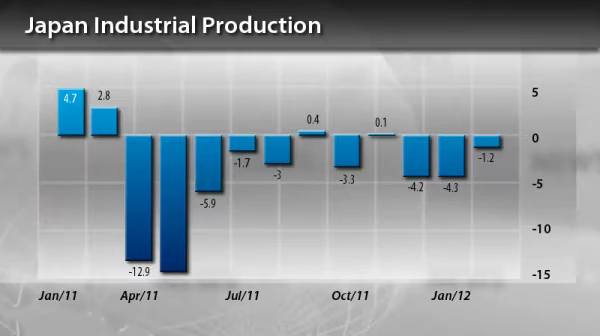 Japan Industrial Production
4.7
2.8
-12.9
-5.9
-1.7
-3
0.4
-3.3
0.1
-4.2
-4.3
-1.2
5
0
-5
-10
-15
Jan/11
Apr/11
Jul/11
Oct/11
Jan/12